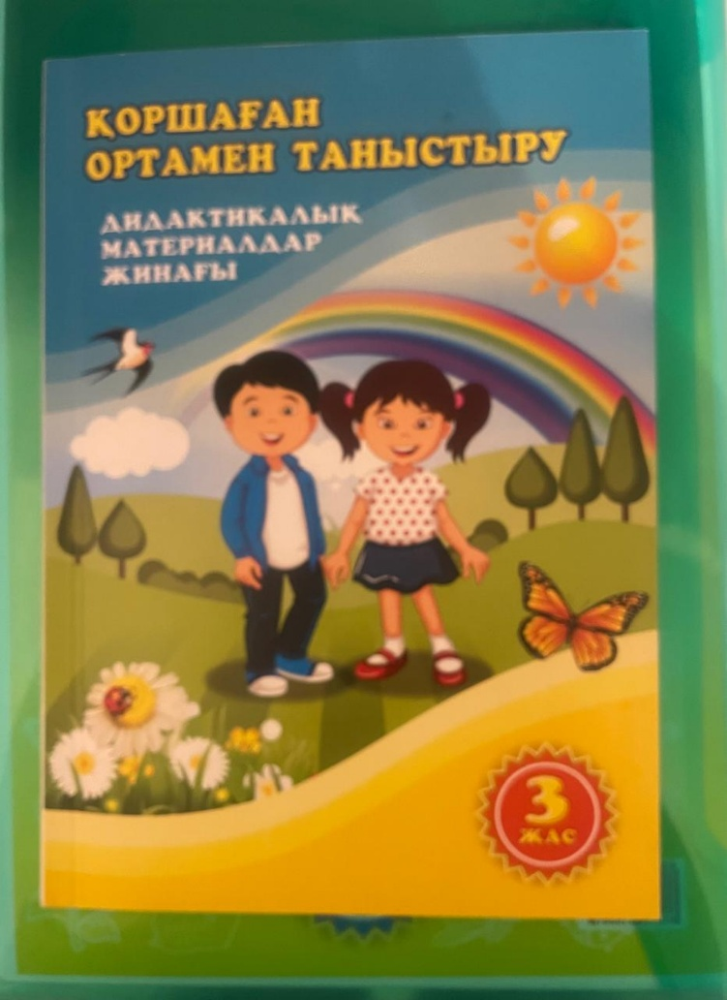 ҚОРШАҒАН
ОРТАМЕН ТАНЫСТЫРУ
ДИДАКТИКАЛЫҚ
МАТЕРИАЛДАР
ЖИНАҒЫ
3
ЖАС